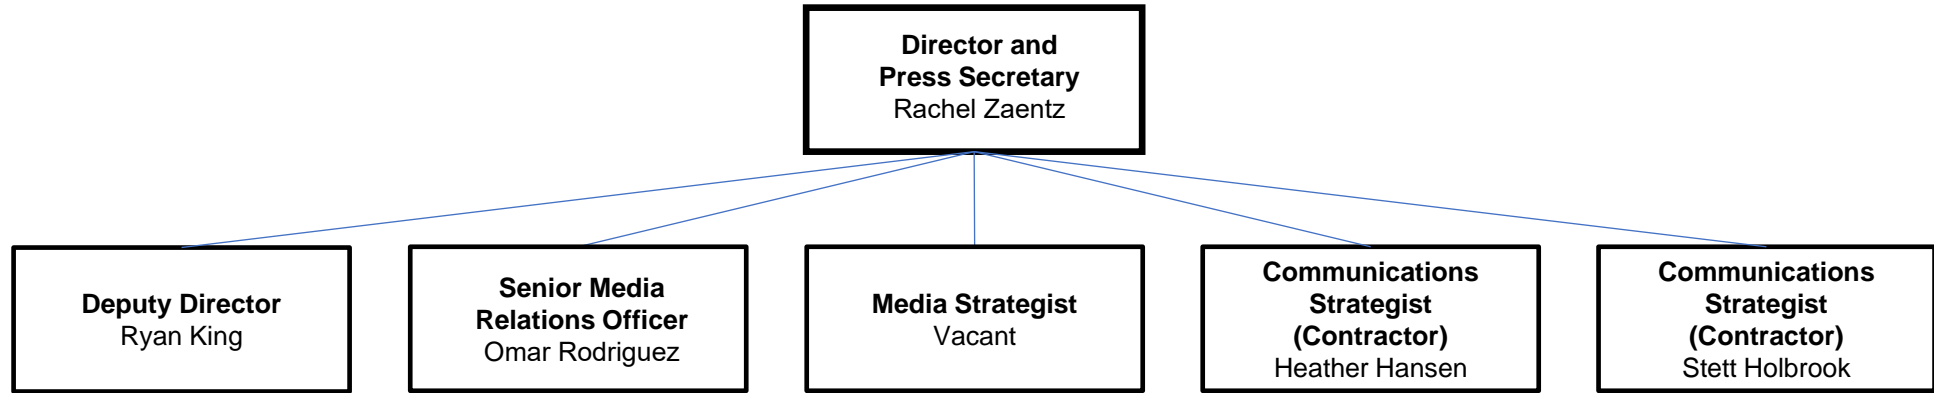 Director and
Press Secretary
Rachel Zaentz
Deputy Director
Ryan King
Senior Media
Relations Officer
Omar Rodriguez
Media Strategist
Vacant
Communications
Strategist
(Contractor)
Heather Hansen
Communications
Strategist
(Contractor)
Stett Holbrook